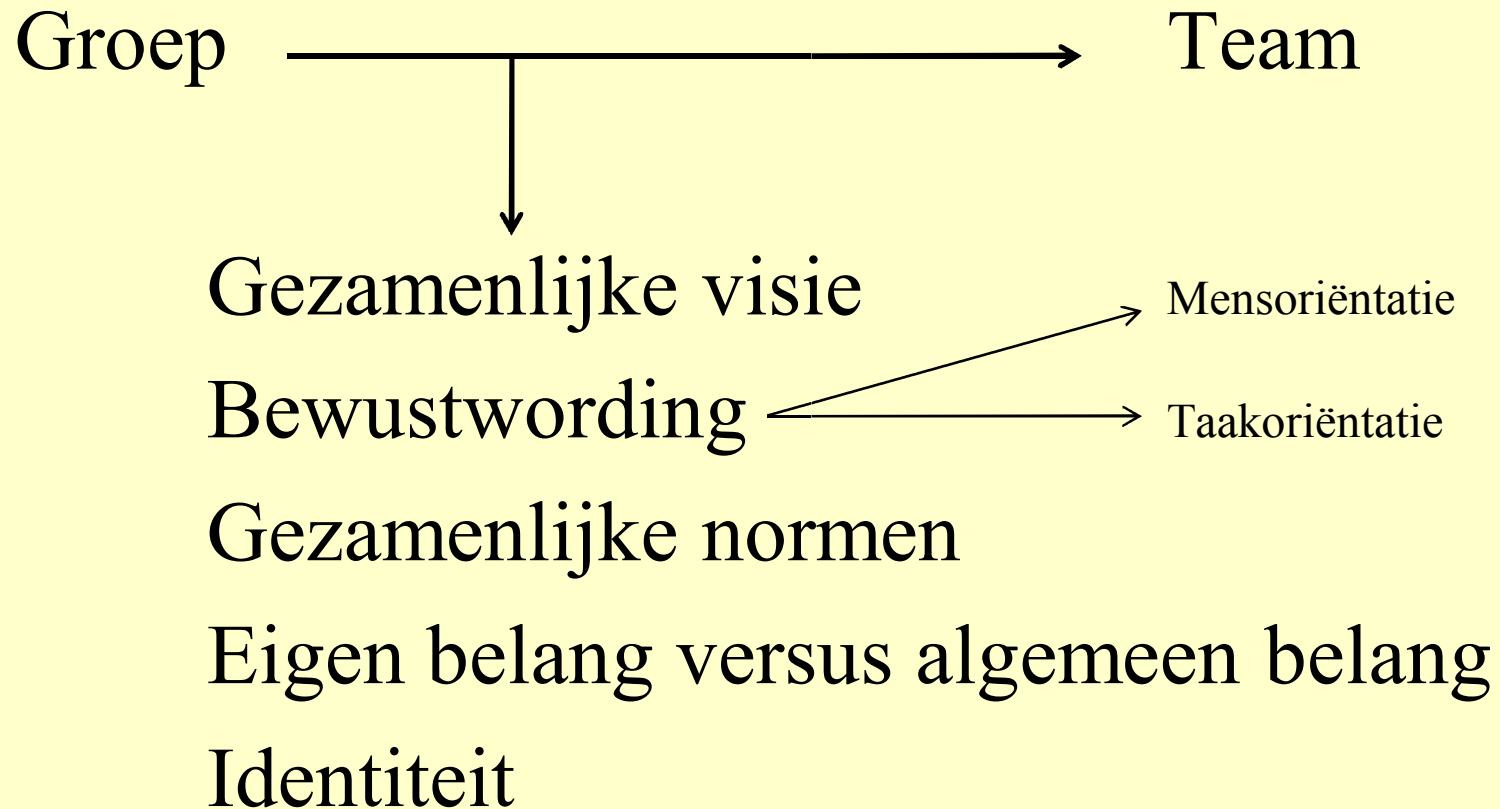 Groep Team
Gezamenlijke visie
Mensoriëntatie
Bewustwording
Taakoriëntatie
Gezamenlijke normen
Eigen belang versus algemeen belang
Identiteit